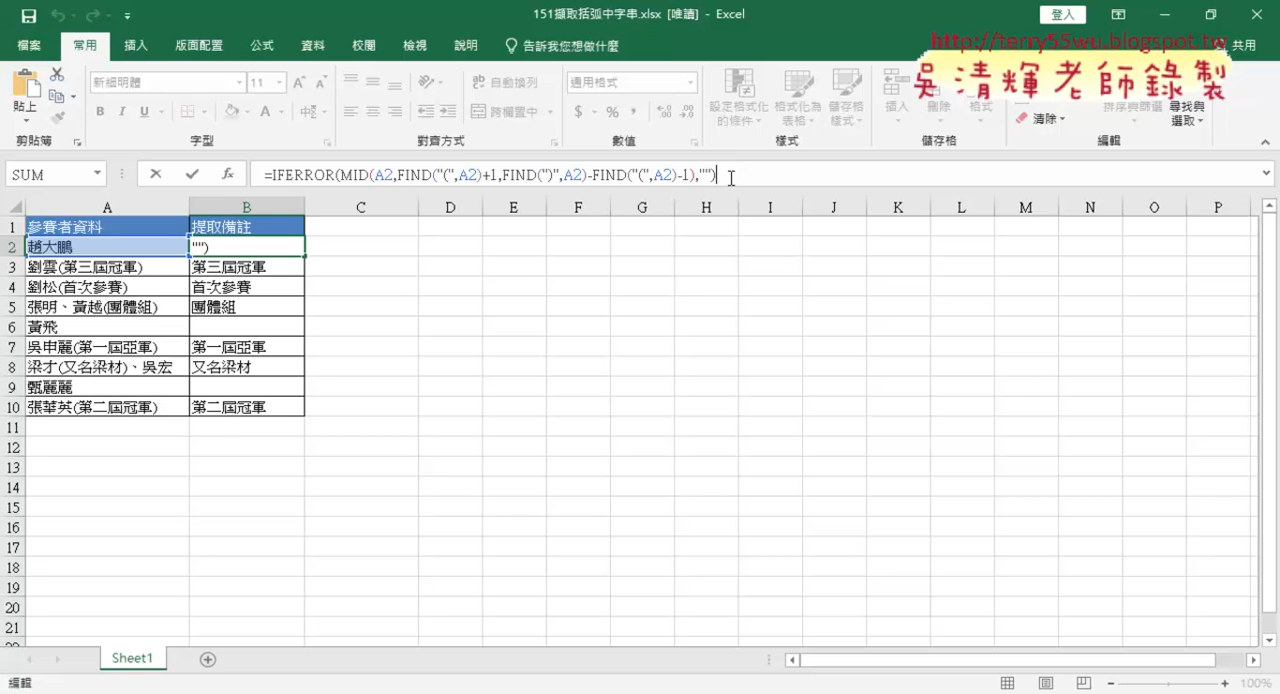 151擷取括弧中字串.xlsx [唯讀] - Excel
登入
檔案 常用 插入 版面配置 公式 資料 校閱 檢視 說明 告訴我您想做什麼 共用
http://terry55wu.blogspot.tw
吳清輝老師錄製
貼上
新細明體 11
自動換列
跨欄置中
通用格式
設定格式化的條件
格式化為表格
儲存格樣式
插入 刪除 格式
清除
排序與篩選
尋找與選取
剪貼簿 字型 對齊方式 數值 樣式 儲存格 編輯
SUM
=IFERROR(MID(A2,FIND("(",A2)+1,FIND(")",A2)-FIND("(",A2)-1),"")
A B C D E F G H I J K L M N O P
1 參賽者資料 提取備註
2 趙大鵬 "")
3 劉雲(第三屆冠軍) 第三屆冠軍
4 劉松(首次參賽) 首次參賽
5 張明、黃越(團體組) 團體組
6 黃飛
7 吳申麗(第一屆亞軍) 第一屆亞軍
8 梁才(又名梁材)、吳宏 又名梁材
9 甄麗麗
10 張華英(第二屆冠軍) 第二屆冠軍
11
12
13
14
15
16
17
18
19
20
21
Sheet1
編輯
100%